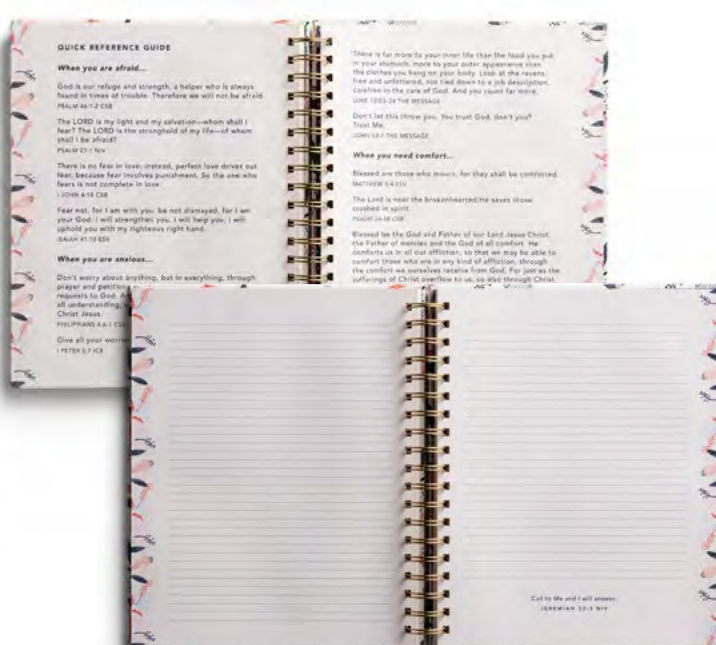 QUICK REFERENCE GUIDE
When you are afraid...
God is our refuge and strength, a helper who is always
found in times of trouble. Therefore we will not be afraid.
PSALM 46:1-2 CSB
The LORD is my light and my salvation—whom shall I
fear? The LORD is the stronghold of my life—of whom
shall I be afraid?
PSALM 27:1 NIV
There is no fear in love; instead, perfect love drives out
fear, because fear involves punishment. So the one who
fears is not complete in love.
I JOHN 4:18 CSB
Fear not, for I am with you; be not dismayed, for I am
your God; I will strengthen you, I will help you, I will
uphold you with my righteous right hand.
ISAIAH 41:10 ESV
When you are anxious...
Don't worry about anything, but in everything, through
prayer and petition
requests to God. A
all understanding,
Christ Jesus.
PHILIPPIANS 4:6-7 CSB
Give all your worries
I PETER 5:7 ICB
There is far more to your inner life than the food you put
in your stomach, more to your outer appearance than
the clothes you hang on your body. Look at the ravens,
free and unfettered, not tied down to a job description,
carefree in the care of God. And you count far more.
LUKE 12:23-24 THE MESSAGE
Don't let this throw you. You trust God, don't you?
Trust Me.
JOHN 14:1 THE MESSAGE
When you need comfort...
Blessed are those who mourn, for they shall be comforted.
MATTHEW 5:4 ESV
The Lord is near the brokenhearted; He saves those
crushed in spirit.
PSALM 34:18 CSB
Blessed be the God and Father of our Lord Jesus Christ,
the Father of mercies and the God of all comfort. He
comforts us in all our affliction, so that we may be able to
comfort those who are in any kind of affliction, through
the comfort we ourselves receive from God. For just as the
sufferings of Christ overflow to us, so also through Christ
Call to Me and I will answer.
JEREMIAH 33:3 NIV